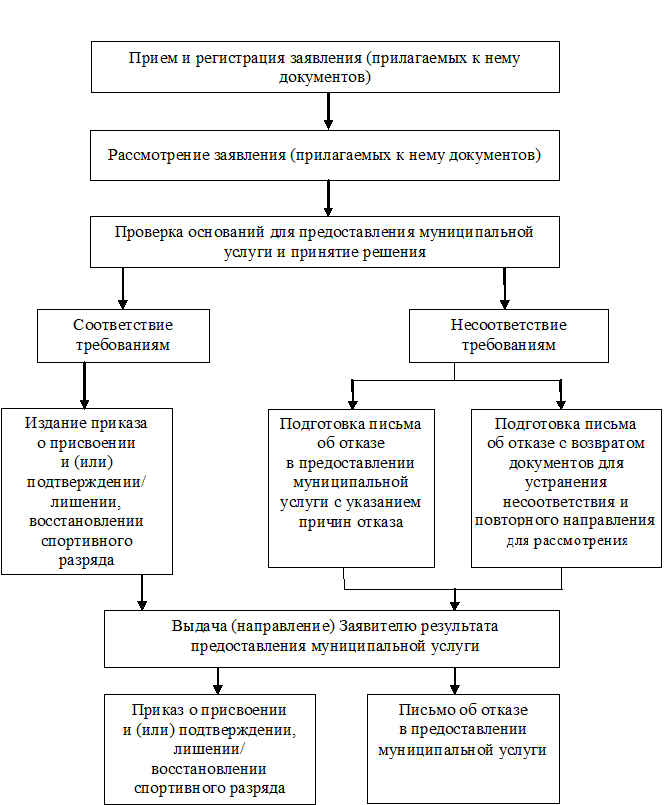 Прием и регистрация заявления (прилагаемых к нему
документов)
Рассмотрение заявления (прилагаемых к нему документов)
Проверка оснований для предоставления муниципальной
услуги и принятие решения
Соответствие
требованиям
Несоответствие
требованиям
Издание приказа
о присвоении
и (или)
подтверждении/
лишении,
восстановлении
спортивного
разряда
Подготовка письма
об отказе
в предоставлении
муниципальной
услуги с указанием
причин отказа
Подготовка письма
об отказе с возвратом
документов для
устранения
несоответствия и
повторного направления
для рассмотрения
Выдача (направление) Заявителю результата
предоставления муниципальной услуги
Приказ о присвоении
и (или) подтверждении,
лишении/
восстановлении
спортивного разряда
Письмо об отказе
в предоставлении
муниципальной услуги